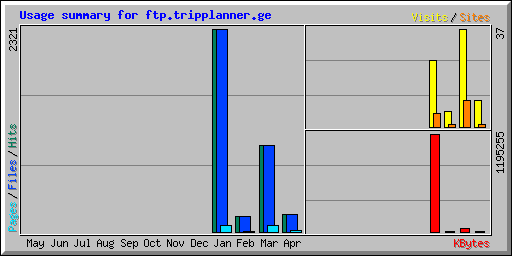 Usage summary for ftp.tripplanner.ge
Visits / Sites
2321
37
Pages / Files / Hits
1195255
May Jun Jul Aug Sep Oct Nov Dec Jan Feb Mar Apr
KBytes